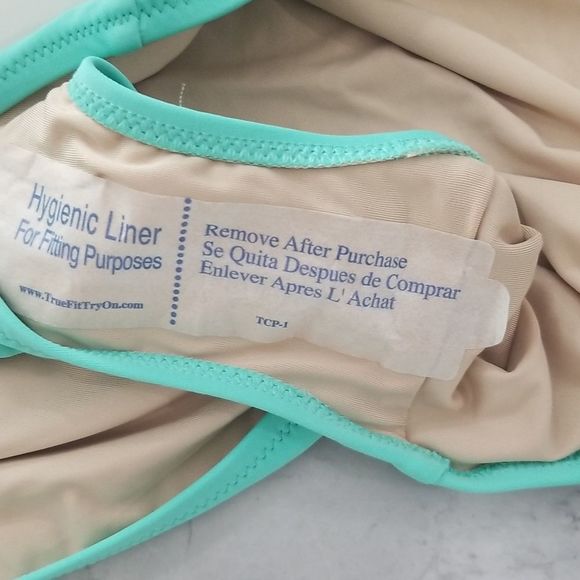 Hygienic Liner
For Fitting Purposes
www.TrueFitTryOn.com
Remove After Purchase
Se Quita Despues de Comprar
Enlever Apres L' Achat
TCP-1